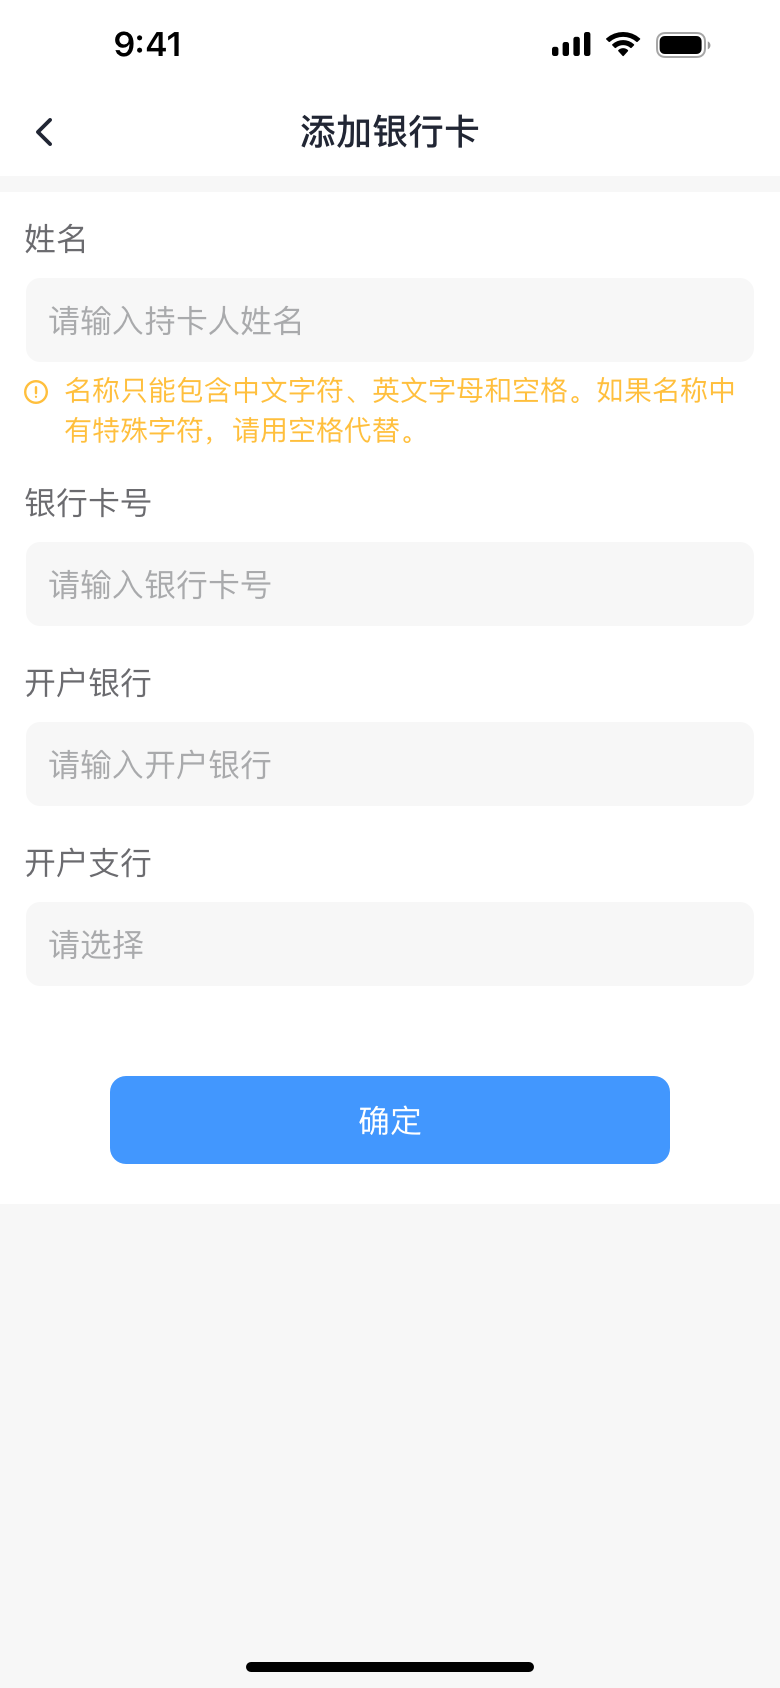 9:41
添加银行卡
姓名
请输入持卡人姓名
名称只能包含中文字符、英文字母和空格。如果名称中
有特殊字符，请用空格代替。
银行卡号
请输入银行卡号
开户银行
请输入开户银行
开户支行
请选择
确定